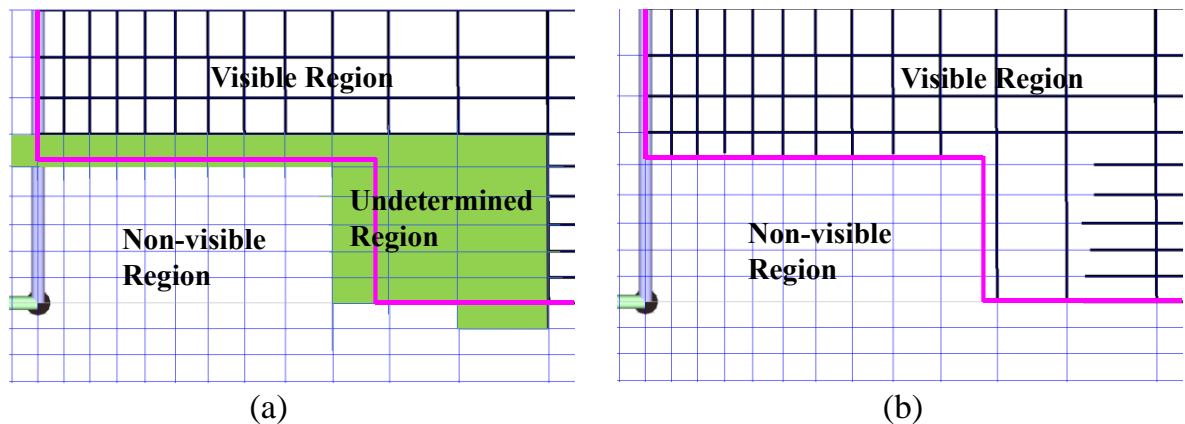 Visible Region
Undetermined
Region
Non-visible
Region
(a)
Visible Region
Non-visible
Region
(b)